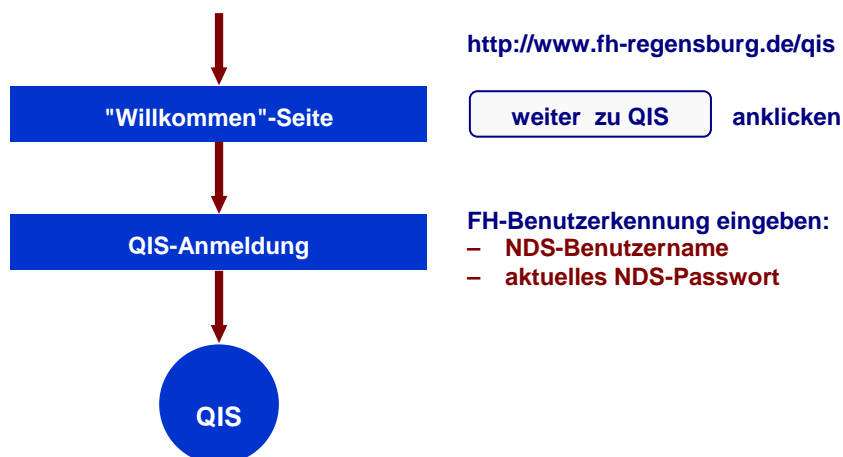 http://www.fh-regensburg.de/qis
"Willkommen"-Seite
weiter zu QIS
anklicken
QIS-Anmeldung
FH-Benutzerkennung eingeben:
– NDS-Benutzername
– aktuelles NDS-Passwort
QIS